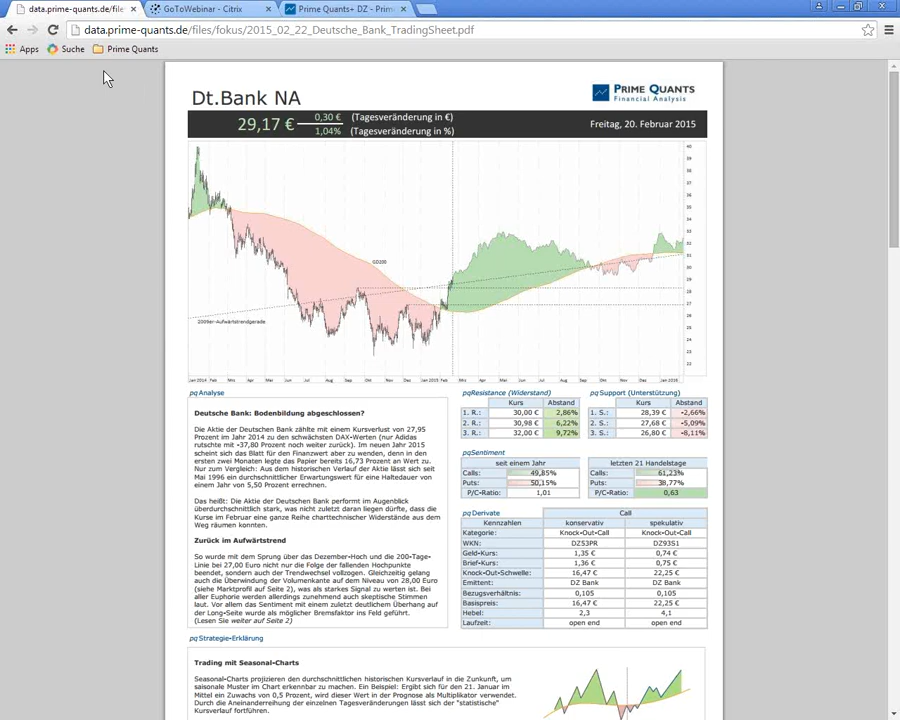 data.prime-quants.de/file
GoToWebinar - Citrix
Prime Quants+ DZ - Prim
data.prime-quants.de/files/fokus/2015_02_22_Deutsche_Bank_TradingSheet.pdf
Apps
Suche
Prime Quants
Dt.Bank NA
PRIME QUANTS
Financial Analysis
29,17 €
0,30 € (Tagesveränderung in €)
1,04% (Tagesveränderung in %)
Freitag, 20. Februar 2015
GD200
2009er-Aufwärtstrendgerade
40
39
38
37
36
35
34
33
32
31
30
29
28
27
26
25
24
23
22
pq Analyse
Deutsche Bank: Bodenbildung abgeschlossen?
Die Aktie der Deutschen Bank zählte mit einem Kursverlust von 27,95
Prozent im Jahr 2014 zu den schwächsten DAX-Werten (nur Adidas
rutschte mit -37,80 Prozent noch weiter zurück). Im neuen Jahr 2015
scheint sich das Blatt für den Finanzwert aber zu wenden, denn in den
ersten zwei Monaten legte das Papier bereits 16,73 Prozent an Wert zu.
Nur zum Vergleich: Aus dem historischen Verlauf der Aktie lässt sich seit
Mai 1996 ein durchschnittlicher Erwartungswert für eine Haltedauer von
einem Jahr von 5,50 Prozent errechnen.
Das heißt: Die Aktie der Deutschen Bank performt im Augenblick
überdurchschnittlich stark, was nicht zuletzt daran liegen dürfte, dass die
Kurse im Februar eine ganze Reihe charttechnischer Widerstände aus dem
Weg räumen konnten.
Zurück im Aufwärtstrend
So wurde mit dem Sprung über das Dezember-Hoch und die 200-Tage-
Linie bei 27,00 Euro nicht nur die Folge der fallenden Hochpunkte
beendet, sondern auch der Trendwechsel vollzogen. Gleichzeitig gelang
auch die Überwindung der Volumenkante auf dem Niveau von 28,00 Euro
(siehe Marktprofil auf Seite 2), was als starkes Signal zu werten ist. Bei
aller Euphorie werden allerdings zunehmend auch skeptische Stimmen
laut. Vor allem das Sentiment mit einem zuletzt deutlichem Überhang auf
der Long-Seite wurde als möglicher Bremsfaktor ins Feld geführt.
(Lesen Sie weiter auf Seite 2)
pqResistance (Widerstand)
Kurs Abstand
1. R.: 30,00 € 2,86%
2. R.: 30,98 € 6,22%
3. R.: 32,00 € 9,72%
pq Support (Unterstützung)
Kurs Abstand
1. S.: 28,39 € -2,66%
2. S.: 27,68 € -5,09%
3. S.: 26,80 € -8,11%
pqSentiment
seit einem Jahr
Calls: 49,85%
Puts: 50,15%
P/C-Ratio: 1,01
letzten 21 Handelstage
Calls: 61,23%
Puts: 38,77%
P/C-Ratio: 0,63
pq Derivate
Call
Kennzahlen konservativ spekulativ
Kategorie: Knock-Out-Call Knock-Out-Call
WKN: DZ53PR DZ93S1
Geld-Kurs: 1,35 € 0,74 €
Brief-Kurs: 1,36 € 0,75 €
Knock-Out-Schwelle: 16,47 € 22,25 €
Emittent: DZ Bank DZ Bank
Bezugsverhältnis: 0,105 0,105
Basispreis: 16,47 € 22,25 €
Hebel: 2,3 4,1
Laufzeit: open end open end
pq Strategie-Erklärung
Trading mit Seasonal-Charts
Seasonal-Charts projizieren den durchschnittlichen historischen Kursverlauf in die Zunkunft, um
saisonale Muster im Chart erkennbar zu machen. Ein Beispiel: Ergibt sich für den 21. Januar im
Mittel ein Zuwachs von 0,5 Prozent, wird dieser Wert in der Prognose als Multiplikator verwendet.
Durch die Aneinanderreihung der einzelnen Tagesveränderungen lässt sich der "statistische"
Kursverlauf fortführen.